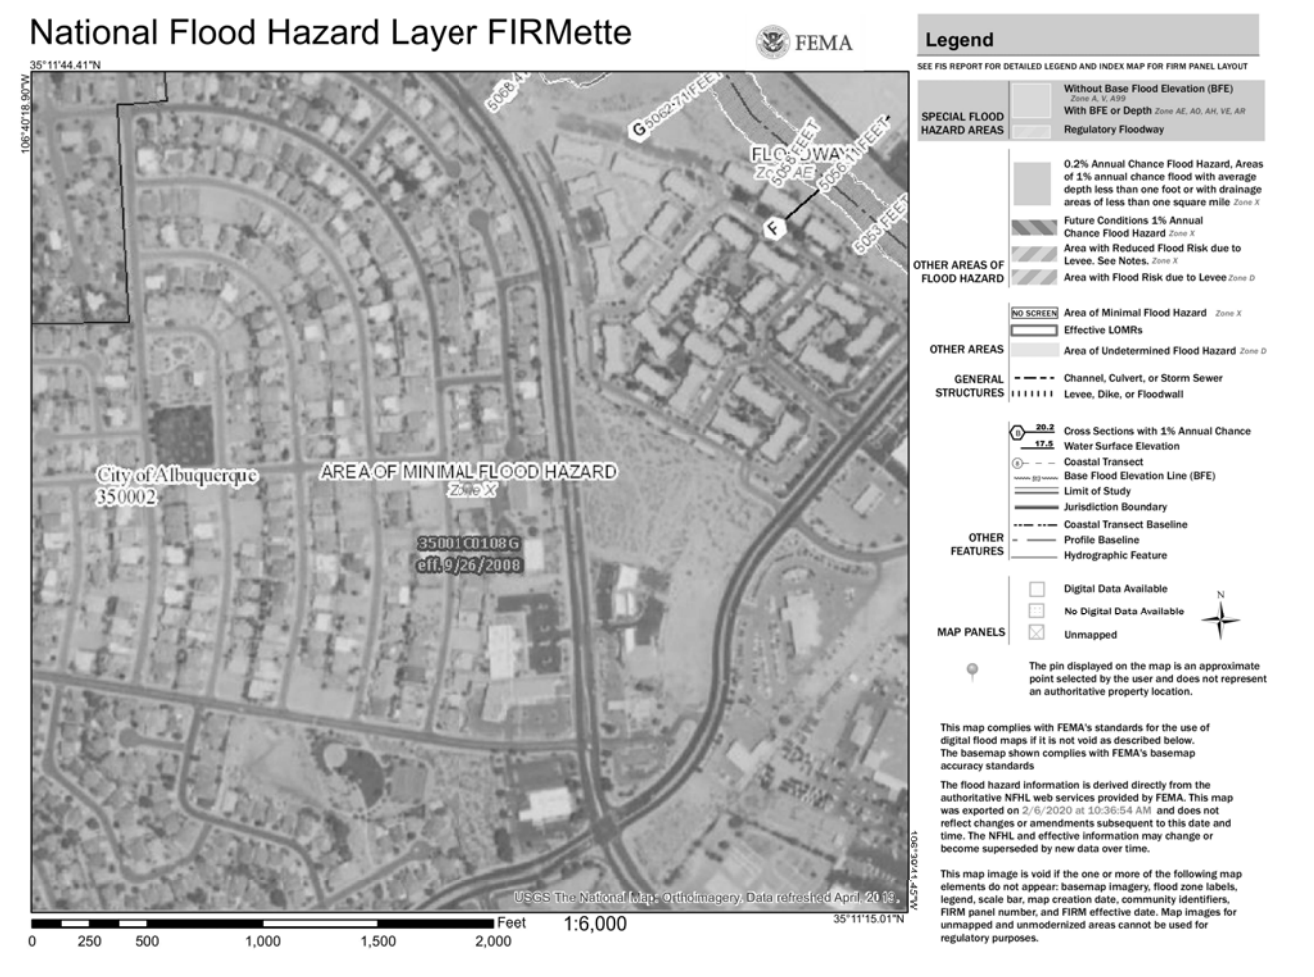 National Flood Hazard Layer FIRMette
FEMA
35°11'44.41"N
106°40'18.90"W
5068.4
G
5062.71 FEET
FLOODWAY
Zone AE
5058 FEET
5056.11 FEET
F
5053 FEET
City of Albuquerque
350002
AREA OF MINIMAL FLOOD HAZARD
Zone X
35001C0108G
eff. 9/26/2008
USGS The National Map: Orthoimagery. Data refreshed April, 2019.
106°39'41.45"W
35°11'15.01"N
Feet
1:6,000
0
250
500
1,000
1,500
2,000
Legend
SEE FIS REPORT FOR DETAILED LEGEND AND INDEX MAP FOR FIRM PANEL LAYOUT
SPECIAL FLOOD
HAZARD AREAS
Without Base Flood Elevation (BFE)
Zone A, V, A99
With BFE or Depth Zone AE, AO, AH, VE, AR
Regulatory Floodway
0.2% Annual Chance Flood Hazard, Areas
of 1% annual chance flood with average
depth less than one foot or with drainage
areas of less than one square mile Zone X
Future Conditions 1% Annual
Chance Flood Hazard Zone X
Area with Reduced Flood Risk due to
Levee. See Notes. Zone X
OTHER AREAS OF
FLOOD HAZARD
Area with Flood Risk due to Levee Zone D
NO SCREEN
Area of Minimal Flood Hazard Zone X
Effective LOMRs
OTHER AREAS
Area of Undetermined Flood Hazard Zone D
GENERAL
STRUCTURES
Channel, Culvert, or Storm Sewer
Levee, Dike, or Floodwall
B
20.2
Cross Sections with 1% Annual Chance
17.5
Water Surface Elevation
8
Coastal Transect
513
Base Flood Elevation Line (BFE)
Limit of Study
Jurisdiction Boundary
Coastal Transect Baseline
OTHER
FEATURES
Profile Baseline
Hydrographic Feature
MAP PANELS
Digital Data Available
No Digital Data Available
Unmapped
N
The pin displayed on the map is an approximate
point selected by the user and does not represent
an authoritative property location.
This map complies with FEMA's standards for the use of
digital flood maps if it is not void as described below.
The basemap shown complies with FEMA's basemap
accuracy standards
The flood hazard information is derived directly from the
authoritative NFHL web services provided by FEMA. This map
was exported on 2/6/2020 at 10:36:54 AM and does not
reflect changes or amendments subsequent to this date and
time. The NFHL and effective information may change or
become superseded by new data over time.
This map image is void if the one or more of the following map
elements do not appear: basemap imagery, flood zone labels,
legend, scale bar, map creation date, community identifiers,
FIRM panel number, and FIRM effective date. Map images for
unmapped and unmodernized areas cannot be used for
regulatory purposes.